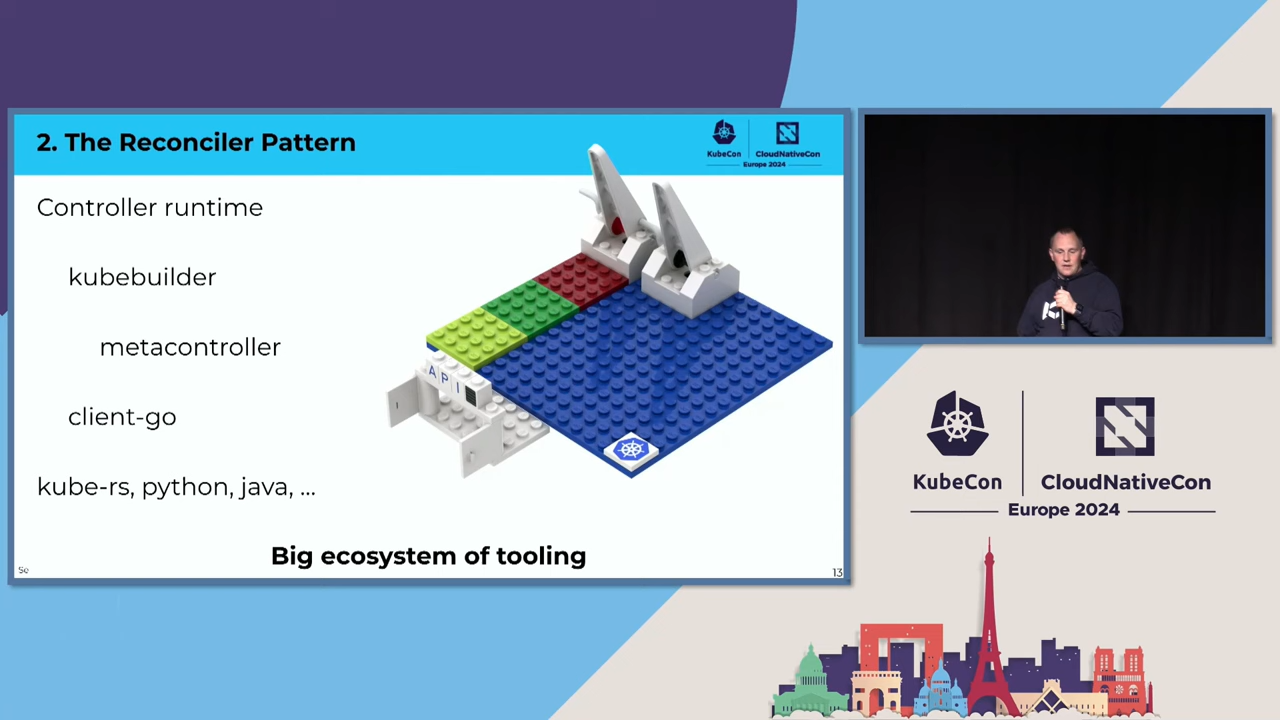 2. The Reconciler Pattern
KubeCon
CloudNativeCon
Europe 2024
Controller runtime
kubebuilder
metacontroller
client-go
kube-rs, python, java, ...
API
Big ecosystem of tooling
13
KubeCon
CloudNativeCon
Europe 2024